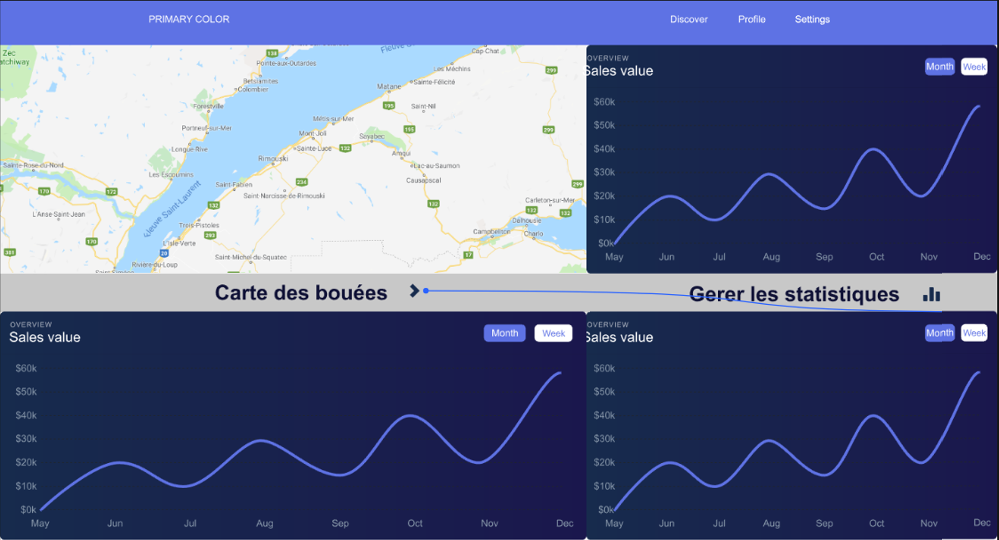 PRIMARY COLOR
Discover Profile Settings
Zec
atchiway
138
Pointe-aux-Outardes
Betsiamites
Colombier
Forestville
Portneuf-sur-Mer
Longue-Rive
Sainte-Rose-du-Nord
Les Escoumins
170
172
L'Anse-Saint-Jean
170
381
Fleuve Saint-Laurent
Cap-Chat
Les Méchins
299
Matane
Sainte-Félicité
195
Saint-Nil
Métis-sur-Mer
195
299
Mont-Joli
Sayabec
Sainte-Luce
132
Amqui
Rimouski
Lac-au-Saumon
Causapscal
234
299
Saint-Fabien
Saint-Narcisse-de-Rimouski
132
132
Carleton-sur-Mer
132
132
Dalhousie
Trois-Pistoles
293
Campbellton
Charlo
L'Isle-Verte
20
17
Saint-Michel-du-Squatec
Rivière-du-Loup
OVERVIEW
Sales value
Month Week
$60k
$50k
$40k
$30k
$20k
$10k
$0k
May Jun Jul Aug Sep Oct Nov Dec
Carte des bouées
Gerer les statistiques
OVERVIEW
Sales value
Month Week
$60k
$50k
$40k
$30k
$20k
$10k
$0k
May Jun Jul Aug Sep Oct Nov Dec
OVERVIEW
Sales value
Month Week
$60k
$50k
$40k
$30k
$20k
$10k
$0k
May Jun Jul Aug Sep Oct Nov Dec